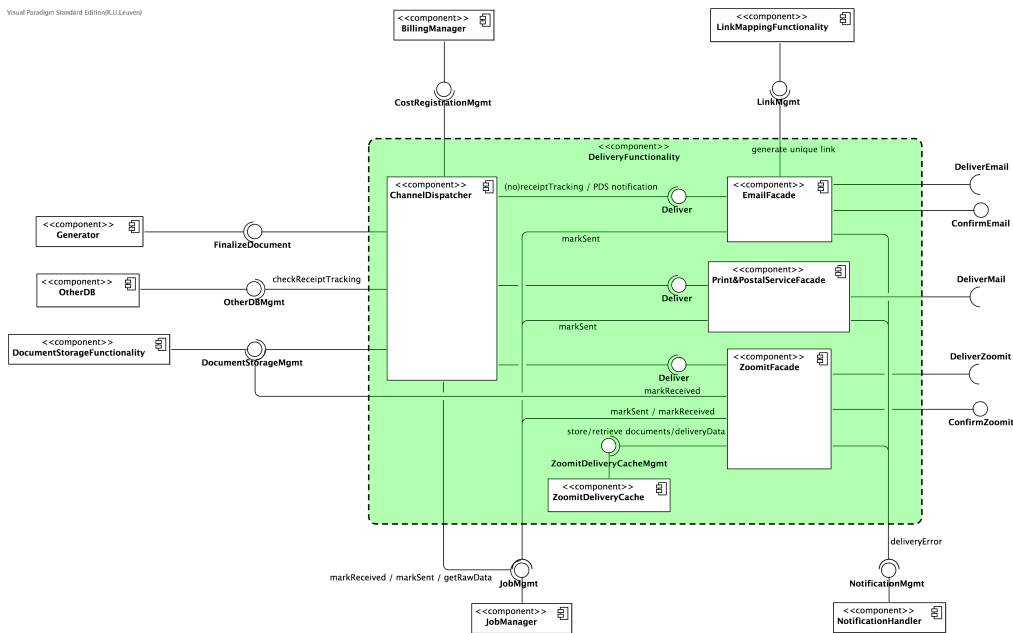 Visual Paradigm Standard Edition(K.U.Leuven)
<<component>>
BillingManager
<<component>>
LinkMappingFunctionality
CostRegistrationMgmt
LinkMgmt
<<component>>
DeliveryFunctionality
generate unique link
<<component>>
ChannelDispatcher
(no)receiptTracking / PDS notification
Deliver
<<component>>
EmailFacade
DeliverEmail
ConfirmEmail
<<component>>
Generator
FinalizeDocument
markSent
<<component>>
OtherDB
checkReceiptTracking
OtherDBMgmt
Deliver
<<component>>
Print&PostalServiceFacade
DeliverMail
markSent
<<component>>
DocumentStorageFunctionality
DocumentStorageMgmt
Deliver
<<component>>
ZoomitFacade
DeliverZoomit
markReceived
markSent / markReceived
ConfirmZoomit
store/retrieve documents/deliveryData
ZoomitDeliveryCacheMgmt
<<component>>
ZoomitDeliveryCache
deliveryError
markReceived / markSent / getRawData
JobMgmt
NotificationMgmt
<<component>>
JobManager
<<component>>
NotificationHandler